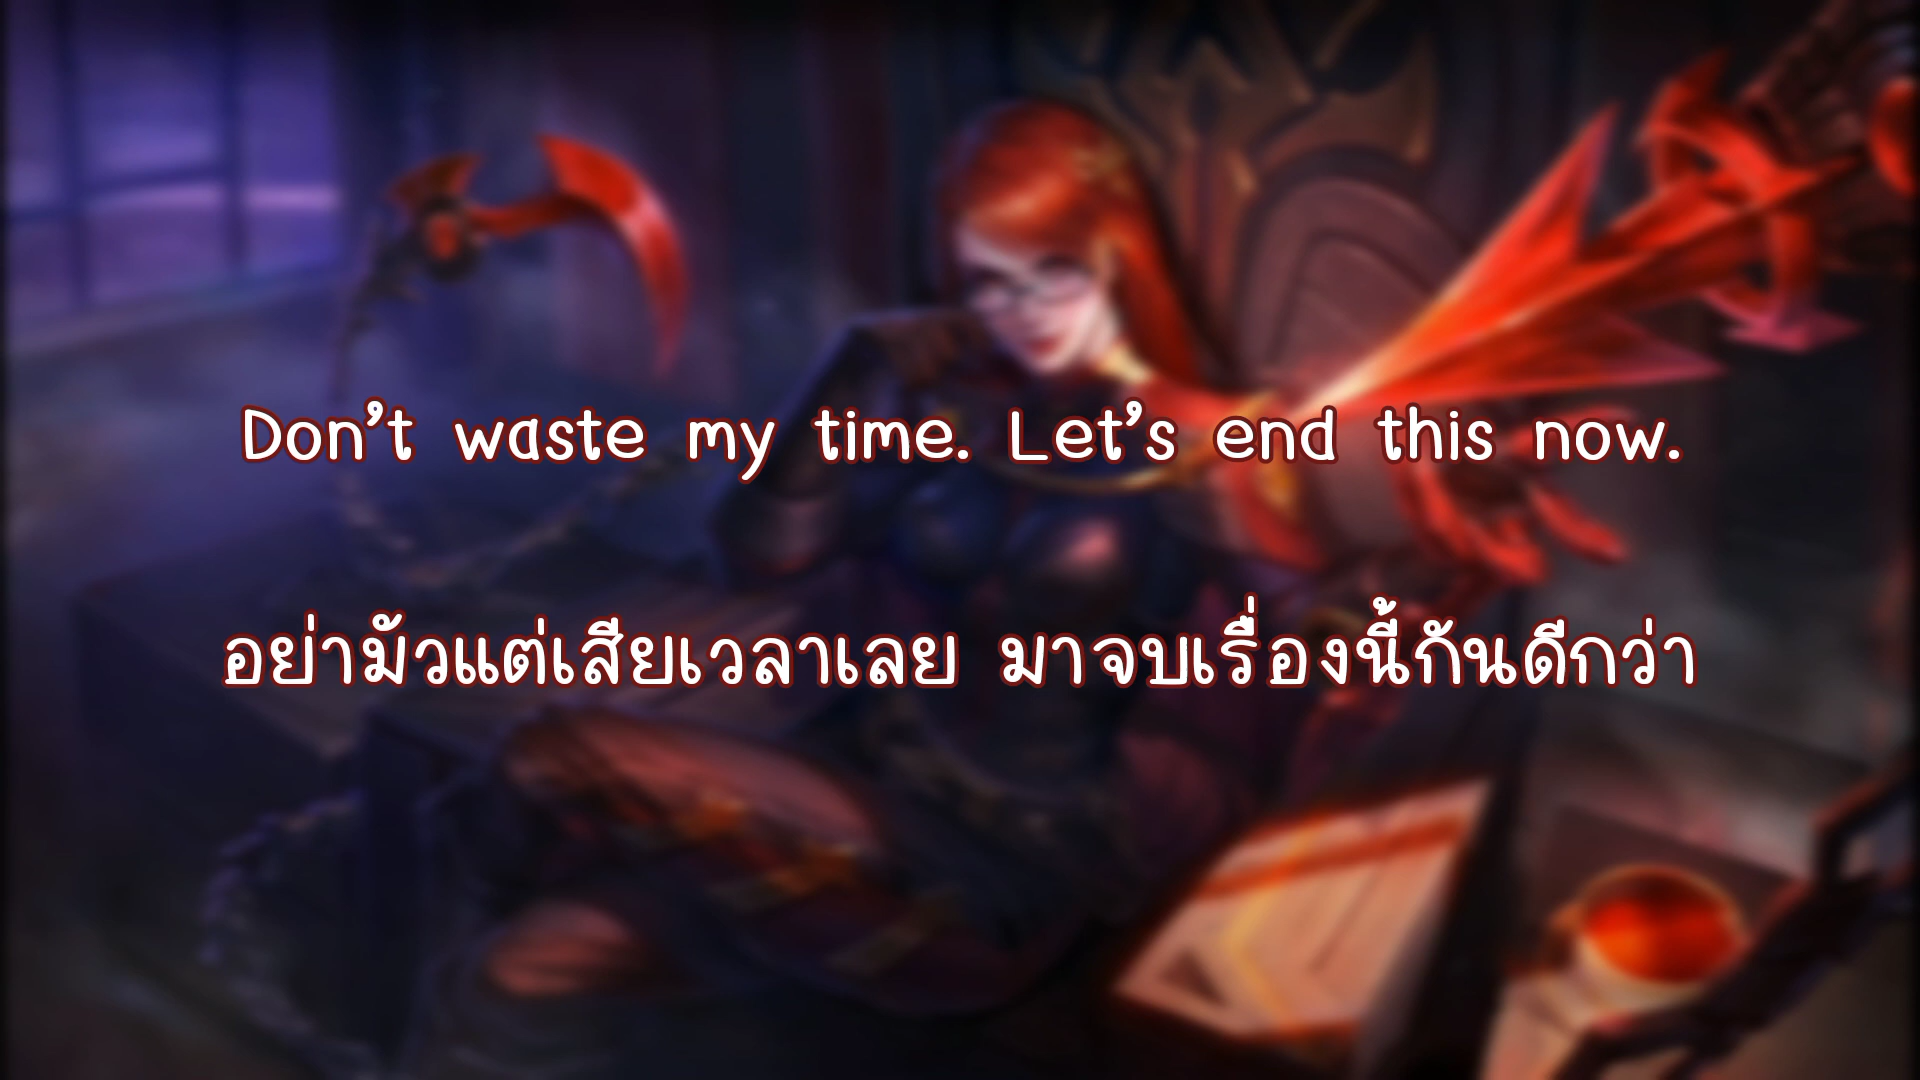 Don't waste my time. Let's end this now.
อย่ามัวแต่เสียเวลาเลย มาจบเรื่องนี้กันดีกว่า